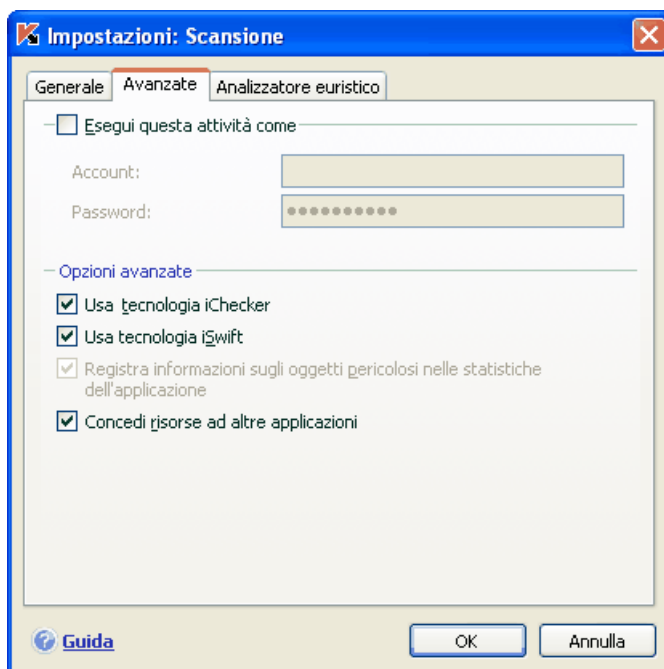 Impostazioni: Scansione
Generale
Avanzate
Analizzatore euristico
Esegui questa attività come
Account:
Password:
Opzioni avanzate
Usa tecnologia iChecker
Usa tecnologia iSwift
Registra informazioni sugli oggetti pericolosi nelle statistiche
dell'applicazione
Concedi risorse ad altre applicazioni
Guida
OK
Annulla